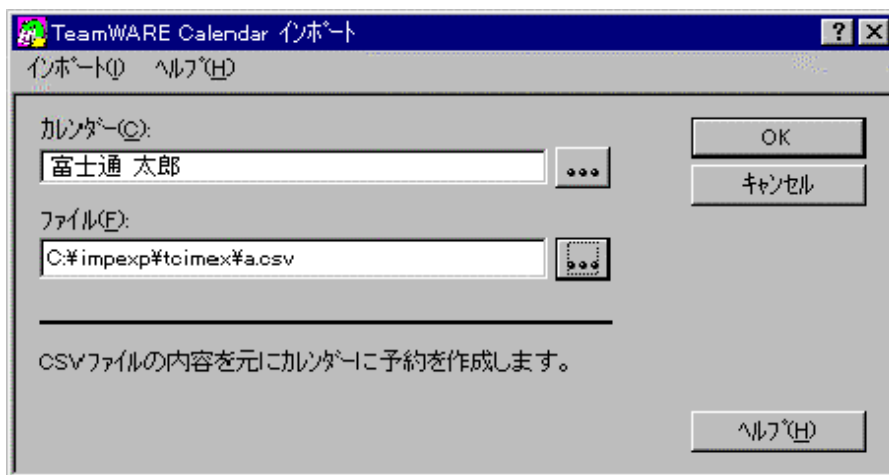 TeamWARE Calendar インポート
インポート(I) ヘルプ(H)
カレンダー(C):
富士通 太郎
...
OK
キャンセル
ファイル(F):
C:¥impexp¥tcimex¥a.csv
...
CSVファイルの内容を元にカレンダーに予約を作成します。
ヘルプ(H)